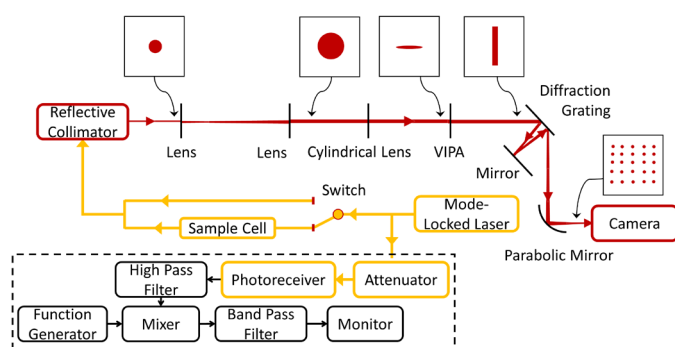 Diffraction
Grating
Reflective
Collimator
Lens
Lens
Cylindrical Lens
VIPA
Mirror
Switch
Mode-
Locked Laser
Sample Cell
Camera
Parabolic Mirror
High Pass
Filter
Photoreceiver
Attenuator
Function
Generator
Mixer
Band Pass
Filter
Monitor